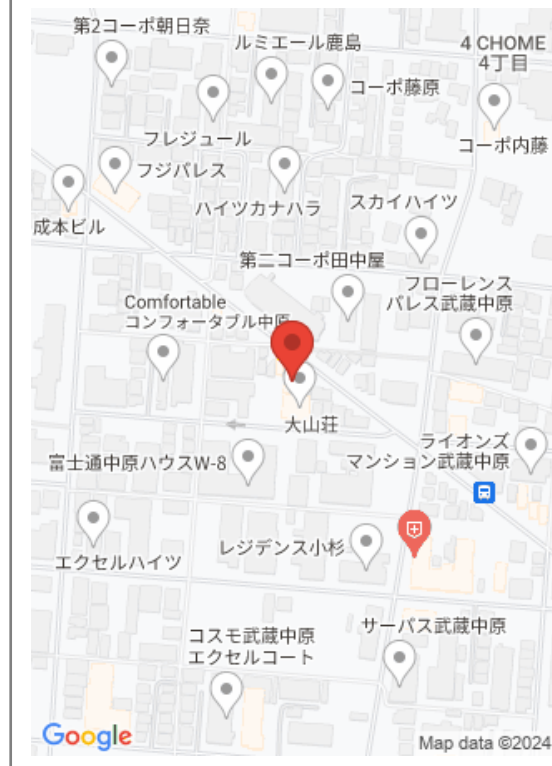 第2コーポ朝日奈
ルミエール鹿島
4 CHOME
4丁目
コーポ藤原
フレジュール
コーポ内藤
フジパレス
ハイツカナハラ
スカイハイツ
成本ビル
第二コーポ田中屋
フローレンス
パレス武蔵中原
Comfortable
コンフォータブル中原
大山荘
ライオンズ
マンション武蔵中原
富士通中原ハウスW-8
レジデンス小杉
エクセルハイツ
サーパス武蔵中原
コスモ武蔵中原
エクセルコート
Google
Map data ©2024